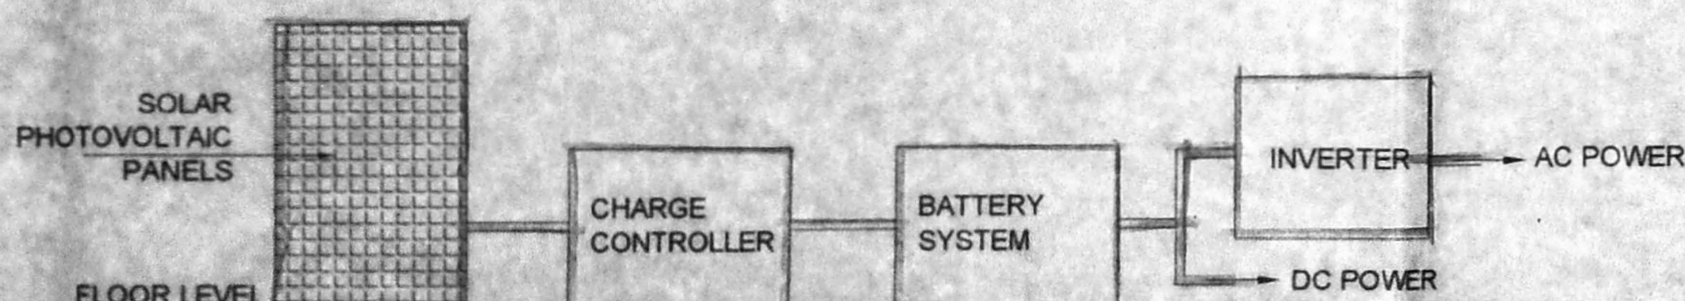 SOLAR
PHOTOVOLTAIC
PANELS
FLOOR LEVEL
CHARGE
CONTROLLER
BATTERY
SYSTEM
INVERTER
AC POWER
DC POWER